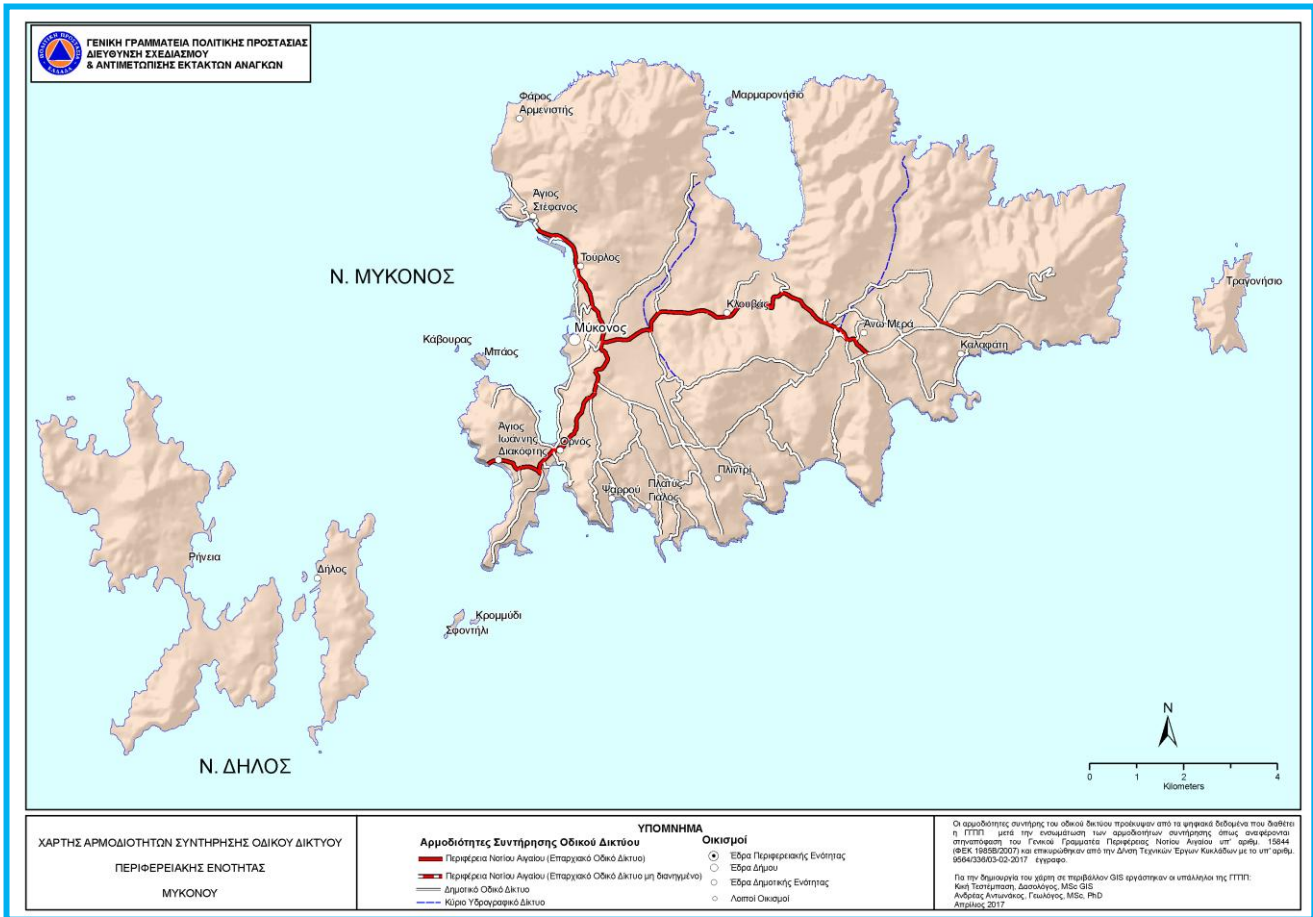 ΓΕΝΙΚΗ ΓΡΑΜΜΑΤΕΙΑ ΠΟΛΙΤΙΚΗΣ ΠΡΟΣΤΑΣΙΑΣ
ΔΙΕΥΘΥΝΣΗ ΣΧΕΔΙΑΣΜΟΥ
& ΑΝΤΙΜΕΤΩΠΙΣΗΣ ΕΚΤΑΚΤΩΝ ΑΝΑΓΚΩΝ
ΠΟΛΙΤΙΚΗ ΠΡΟΣΤΑΣΙΑ
ΕΛΛΑΔΑ
Φάρος
Αρμενιστής
Μαρμαρονήσιο
Άγιος
Στέφανος
Τούρλος
Ν. ΜΥΚΟΝΟΣ
Τραγονήσιο
Κλουβάς
Μύκονος
Άνω Μερά
Κάβουρας
Μπάος
Καλαφάτη
Άγιος
Ιωάννης
Διακόφτης
Ορνός
Πλιντρί
Ψαρρού
Πλατύς
Γιαλός
Ρήνεια
Δήλος
Κρομμύδι
Σφοντήλι
Ν. ΔΗΛΟΣ
N
0 1 2 4
Kilometers
ΧΑΡΤΗΣ ΑΡΜΟΔΙΟΤΗΤΩΝ ΣΥΝΤΗΡΗΣΗΣ ΟΔΙΚΟΥ ΔΙΚΤΥΟΥ
ΠΕΡΙΦΕΡΕΙΑΚΗΣ ΕΝΟΤΗΤΑΣ
ΜΥΚΟΝΟΥ
ΥΠΟΜΝΗΜΑ
Αρμοδιότητες Συντήρησης Οδικού Δικτύου
Περιφέρεια Νοτίου Αιγαίου (Επαρχιακό Οδικό Δίκτυο)
Περιφέρεια Νοτίου Αιγαίου (Επαρχιακό Οδικό Δίκτυο μη διανηγμένο)
Δημοτικό Οδικό Δίκτυο
Κύριο Υδρογραφικό Δίκτυο
Οικισμοί
Έδρα Περιφερειακής Ενότητας
Έδρα Δήμου
Έδρα Δημοτικής Ενότητας
Λοιποί Οικισμοί
Οι αρμοδιότητες συντήρης του οδικού δικτύου προέκυψαν από τα ψηφιακά δεδομένα που διαθέτει
η ΓΓΠΠ μετά την ενσωμάτωση των αρμοδιοτήτων συντήρησης όπως αναφέρονται
στηναπόφαση του Γενικού Γραμματέα Περιφέρειας Νοτίου Αιγαίου υπ' αριθμ. 15844
(ΦΕΚ 1985Β/2007) και επικυρώθηκαν από την Δ/νση Τεχνικών Έργων Κυκλάδων με το υπ' αριθμ.
9564/336/03-02-2017 έγγραφο.
Για την δημιουργία του χάρτη σε περιβάλλον GIS εργάστηκαν οι υπάλληλοι της ΓΓΠΠ:
Κική Τεστέμπαση, Δασολόγος, MSc GIS
Ανδρέας Αντωνάκος, Γεωλόγος, MSc, PhD
Απρίλιος 2017